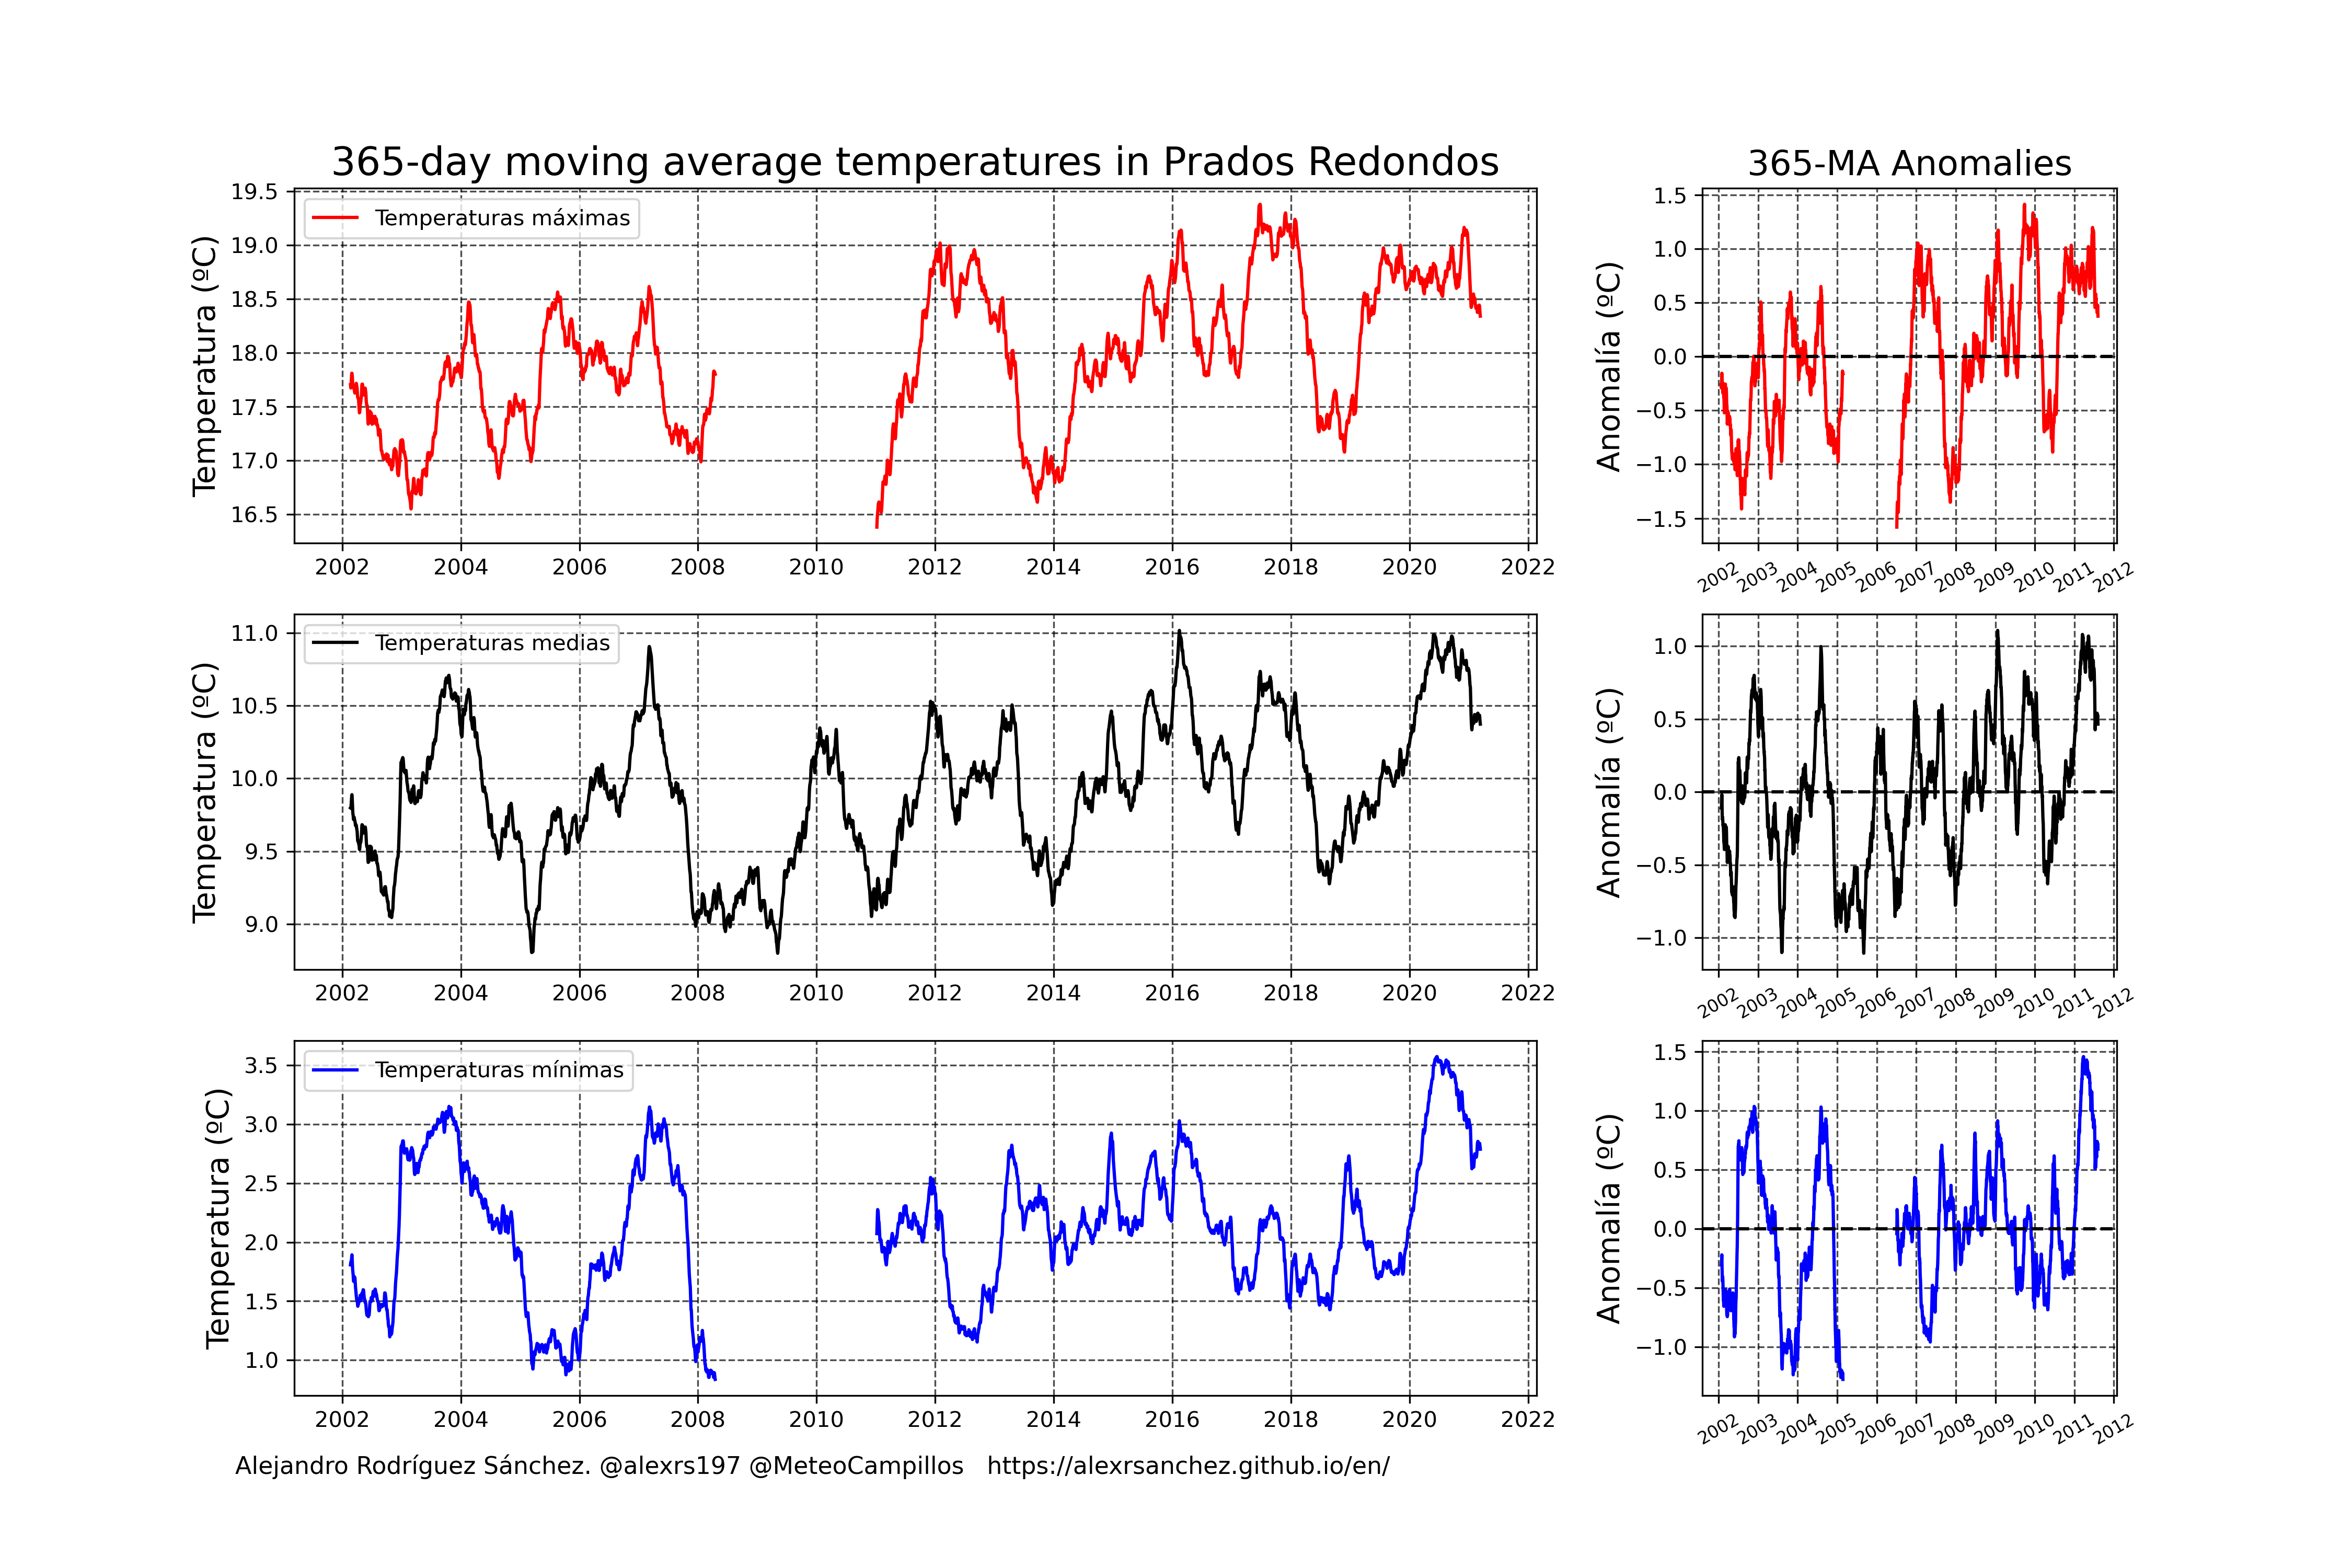 365-day moving average temperatures in Prados Redondos
365-MA Anomalies
Temperatura (ºC)
19.5
19.0
18.5
18.0
17.5
17.0
16.5
Temperaturas máximas
2002 2004 2006 2008 2010 2012 2014 2016 2018 2020 2022
Anomalía (ºC)
1.5
1.0
0.5
0.0
−0.5
−1.0
−1.5
2002 2003 2004 2005 2006 2007 2008 2009 2010 2011 2012
Temperatura (ºC)
11.0
10.5
10.0
9.5
9.0
Temperaturas medias
2002 2004 2006 2008 2010 2012 2014 2016 2018 2020 2022
Anomalía (ºC)
1.0
0.5
0.0
−0.5
−1.0
2002 2003 2004 2005 2006 2007 2008 2009 2010 2011 2012
Temperatura (ºC)
3.5
3.0
2.5
2.0
1.5
1.0
Temperaturas mínimas
2002 2004 2006 2008 2010 2012 2014 2016 2018 2020 2022
Anomalía (ºC)
1.5
1.0
0.5
0.0
−0.5
−1.0
2002 2003 2004 2005 2006 2007 2008 2009 2010 2011 2012
Alejandro Rodríguez Sánchez. @alexrs197 @MeteoCampillos   https://alexrsanchez.github.io/en/